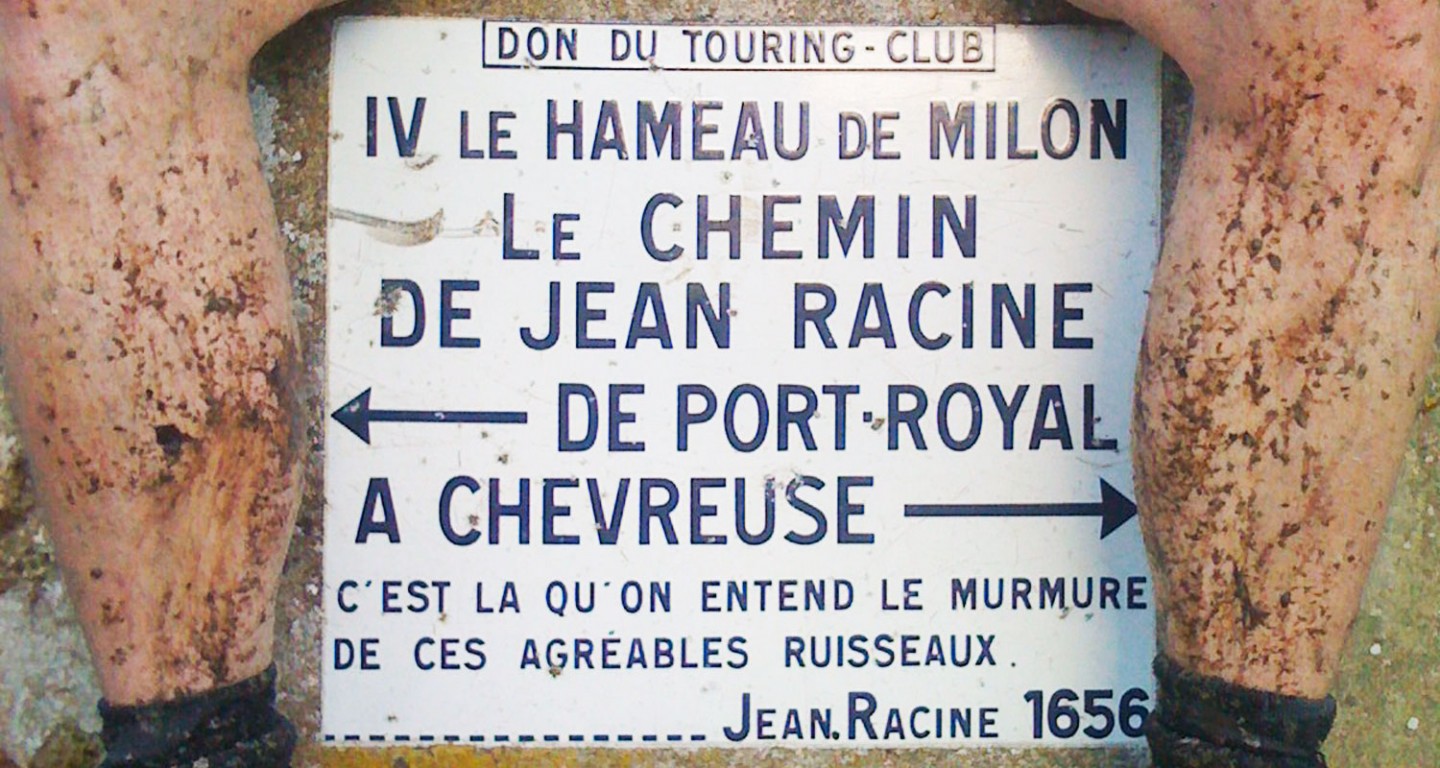 DON DU TOURING-CLUB
IV LE HAMEAU DE MILON
LE CHEMIN
DE JEAN RACINE
← DE PORT·ROYAL
A CHEVREUSE →
C'EST LA QU'ON ENTEND LE MURMURE
DE CES AGRÉABLES RUISSEAUX.
JEAN.RACINE 1656